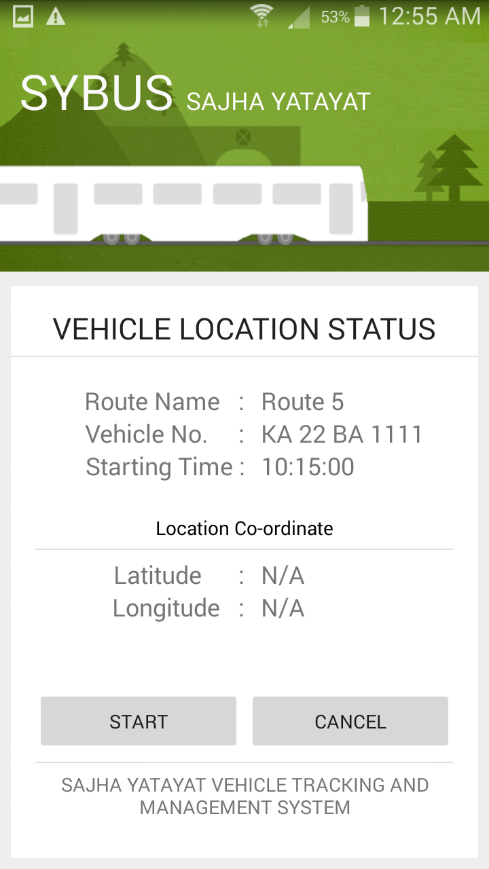 53% 12:55 AM
SYBUS SAJHA YATAYAT
VEHICLE LOCATION STATUS
Route Name : Route 5
Vehicle No. : KA 22 BA 1111
Starting Time : 10:15:00
Location Co-ordinate
Latitude : N/A
Longitude : N/A
START CANCEL
SAJHA YATAYAT VEHICLE TRACKING AND
MANAGEMENT SYSTEM